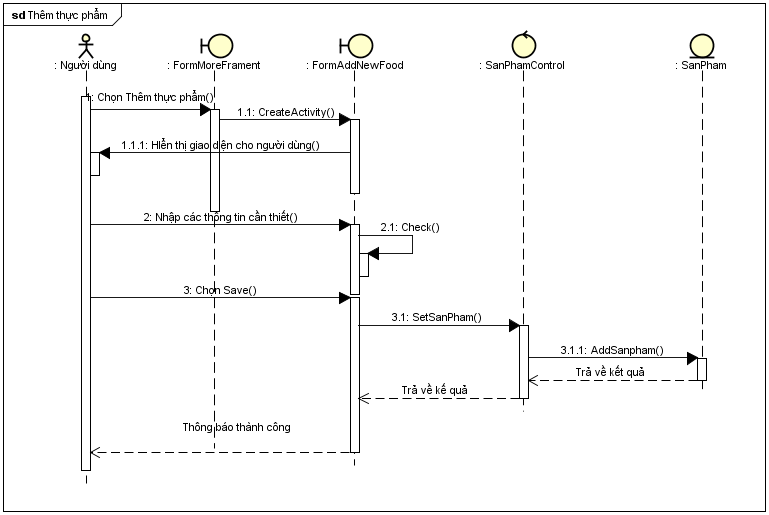 sd Thêm thực phẩm
: Người dùng
: FormMoreFrament
: FormAddNewFood
: SanPhamControl
: SanPham
1: Chọn Thêm thực phẩm()
1.1: CreateActivity()
1.1.1: HIển thị giao diện cho người dùng()
2: Nhập các thông tin cần thiết()
2.1: Check()
3: Chọn Save()
3.1: SetSanPham()
3.1.1: AddSanpham()
Trả về kết quả
Trả về kế quả
Thông báo thành công